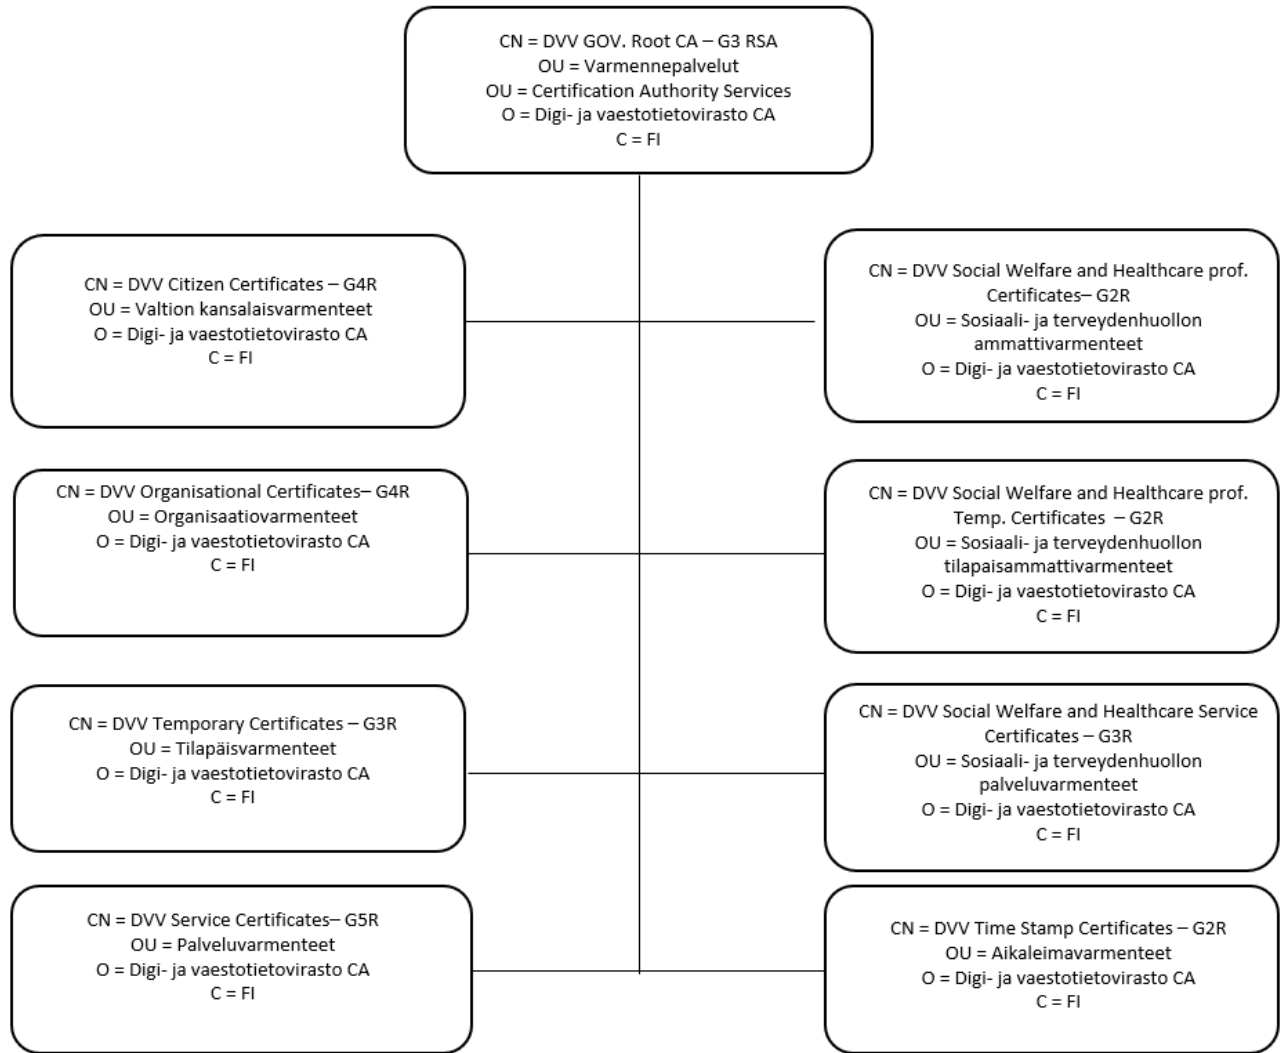 CN = DVV GOV. Root CA – G3 RSA
OU = Varmennepalvelut
OU = Certification Authority Services
O = Digi- ja vaestotietovirasto CA
C = FI
CN = DVV Citizen Certificates – G4R
OU = Valtion kansalaisvarmenteet
O = Digi- ja vaestotietovirasto CA
C = FI
CN = DVV Social Welfare and Healthcare prof.
Certificates– G2R
OU = Sosiaali- ja terveydenhuollon
ammattivarmenteet
O = Digi- ja vaestotietovirasto CA
C = FI
CN = DVV Organisational Certificates– G4R
OU = Organisaatiovarmenteet
O = Digi- ja vaestotietovirasto CA
C = FI
CN = DVV Social Welfare and Healthcare prof.
Temp. Certificates – G2R
OU = Sosiaali- ja terveydenhuollon
tilapaisammattivarmenteet
O = Digi- ja vaestotietovirasto CA
C = FI
CN = DVV Temporary Certificates – G3R
OU = Tilapäisvarmenteet
O = Digi- ja vaestotietovirasto CA
C = FI
CN = DVV Social Welfare and Healthcare Service
Certificates – G3R
OU = Sosiaali- ja terveydenhuollon
palveluvarmenteet
O = Digi- ja vaestotietovirasto CA
C = FI
CN = DVV Service Certificates– G5R
OU = Palveluvarmenteet
O = Digi- ja vaestotietovirasto CA
C = FI
CN = DVV Time Stamp Certificates – G2R
OU = Aikaleimavarmenteet
O = Digi- ja vaestotietovirasto CA
C = FI